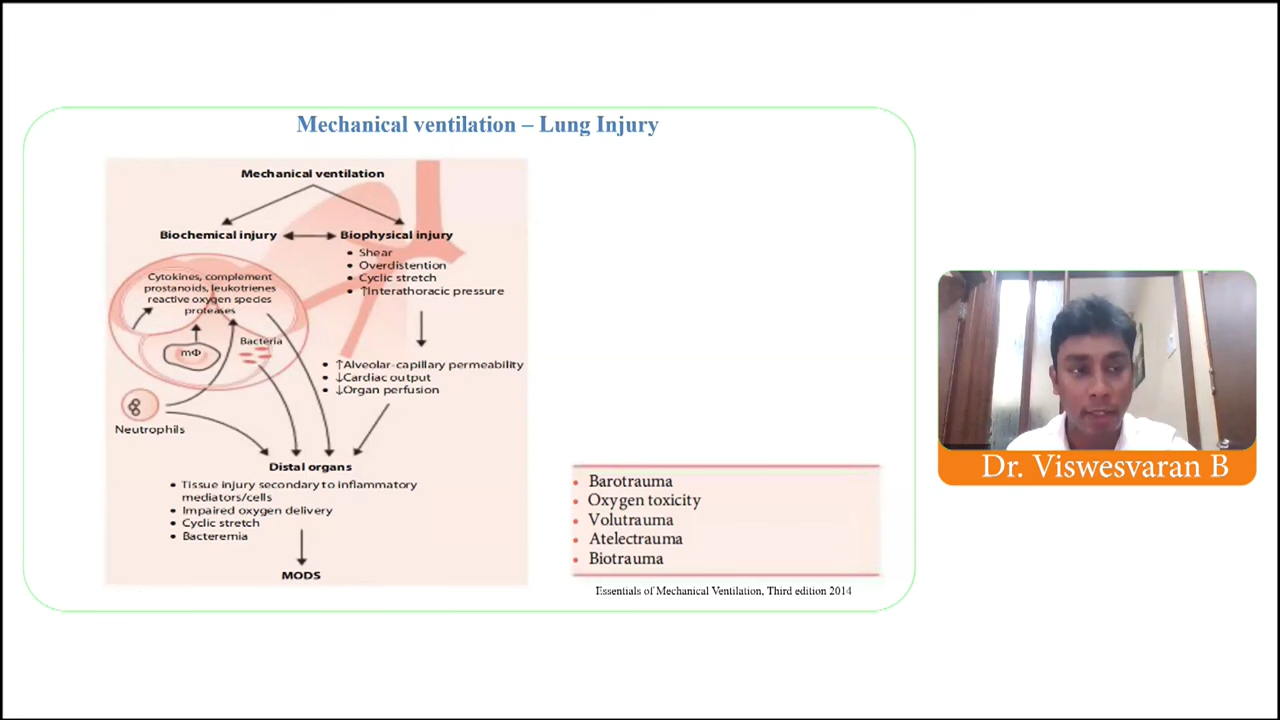 Mechanical ventilation – Lung Injury
Mechanical ventilation
Biochemical injury
Biophysical injury
• Shear
• Overdistention
• Cyclic stretch
• ↑Interathoracic pressure
Cytokines, complement
prostanoids, leukotrienes
reactive oxygen species
proteases
mΦ
Bacteria
Neutrophils
• ↑Alveolar-capillary permeability
• ↓Cardiac output
• ↓Organ perfusion
Distal organs
• Tissue injury secondary to inflammatory
mediators/cells
• Impaired oxygen delivery
• Cyclic stretch
• Bacteremia
MODS
• Barotrauma
• Oxygen toxicity
• Volutrauma
• Atelectrauma
• Biotrauma
Essentials of Mechanical Ventilation, Third edition 2014
Dr. Viswesvaran B